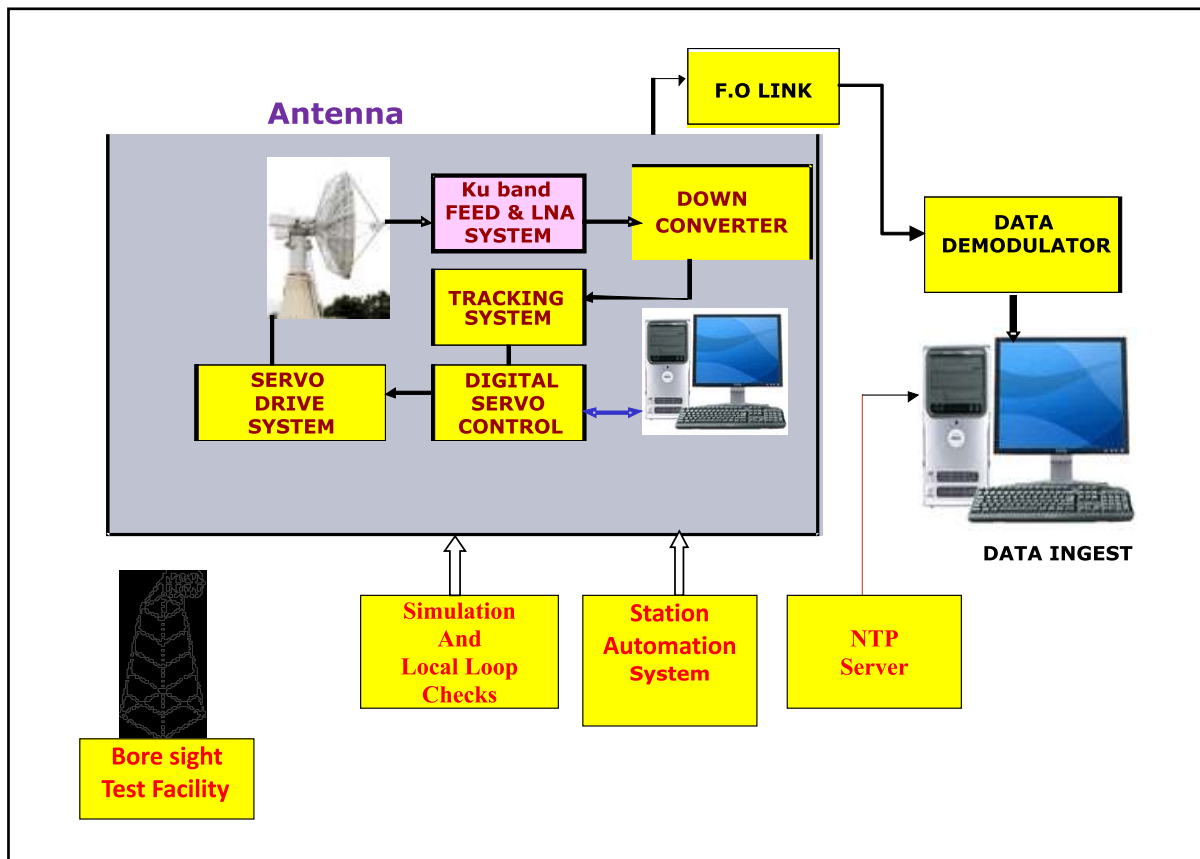 F.O LINK
Antenna
Ku band
FEED & LNA
SYSTEM
DOWN
CONVERTER
DATA
DEMODULATOR
TRACKING
SYSTEM
SERVO
DRIVE
SYSTEM
DIGITAL
SERVO
CONTROL
DATA INGEST
Simulation
And
Local Loop
Checks
Station
Automation
System
NTP
Server
Bore sight
Test Facility